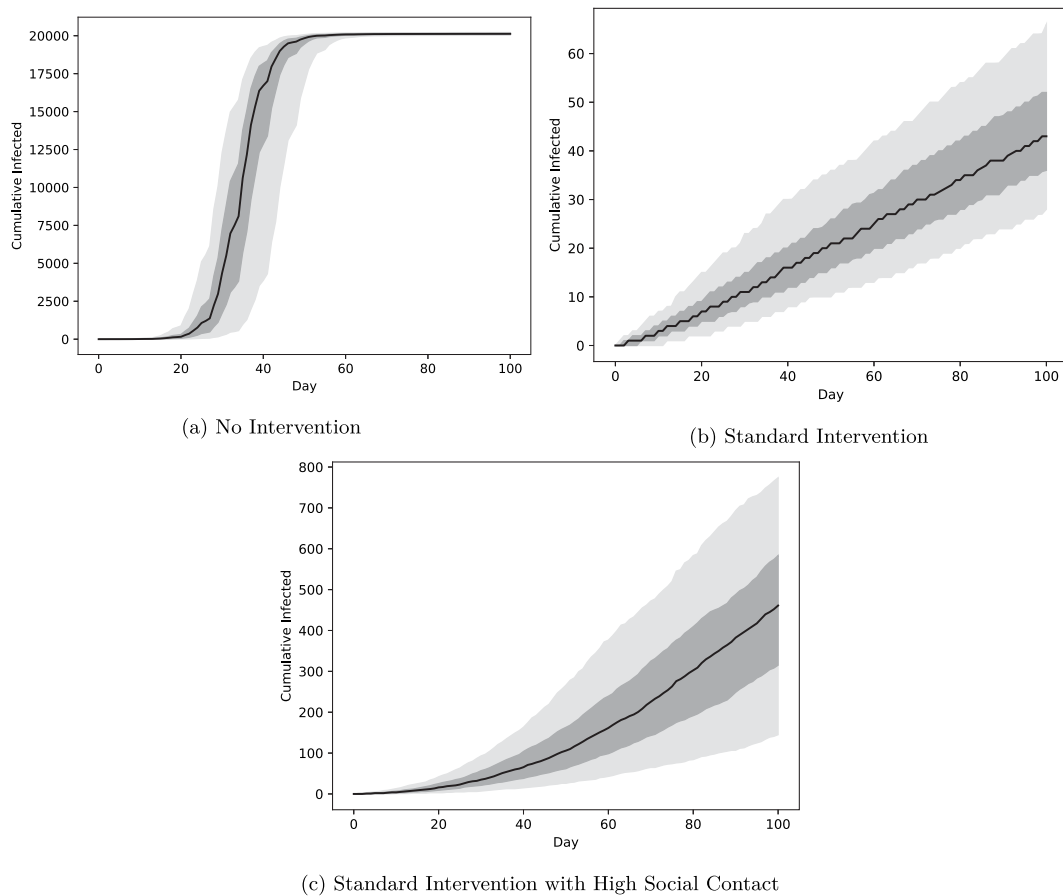 20000
17500
15000
12500
10000
7500
5000
2500
0
Cumulative Infected
0 20 40 60 80 100
Day
(a) No Intervention
60
50
40
30
20
10
0
Cumulative Infected
0 20 40 60 80 100
Day
(b) Standard Intervention
800
700
600
500
400
300
200
100
0
Cumulative Infected
0 20 40 60 80 100
Day
(c) Standard Intervention with High Social Contact